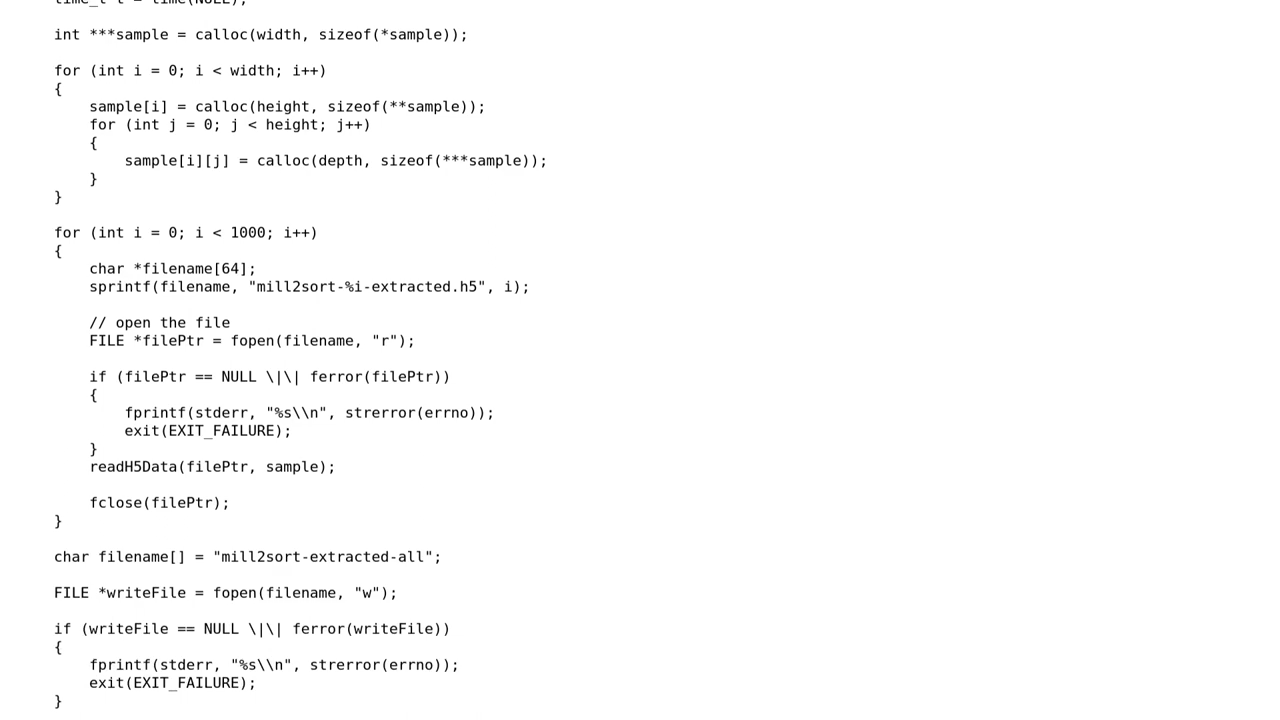 time_t t = time(NULL);
int ***sample = calloc(width, sizeof(*sample));
for (int i = 0; i < width; i++)
{
sample[i] = calloc(height, sizeof(**sample));
for (int j = 0; j < height; j++)
{
sample[i][j] = calloc(depth, sizeof(***sample));
}
}
for (int i = 0; i < 1000; i++)
{
char *filename[64];
sprintf(filename, "mill2sort-%i-extracted.h5", i);
// open the file
FILE *filePtr = fopen(filename, "r");
if (filePtr == NULL \|\| ferror(filePtr))
{
fprintf(stderr, "%s\\n", strerror(errno));
exit(EXIT_FAILURE);
}
readH5Data(filePtr, sample);
fclose(filePtr);
}
char filename[] = "mill2sort-extracted-all";
FILE *writeFile = fopen(filename, "w");
if (writeFile == NULL \|\| ferror(writeFile))
{
fprintf(stderr, "%s\\n", strerror(errno));
exit(EXIT_FAILURE);
}